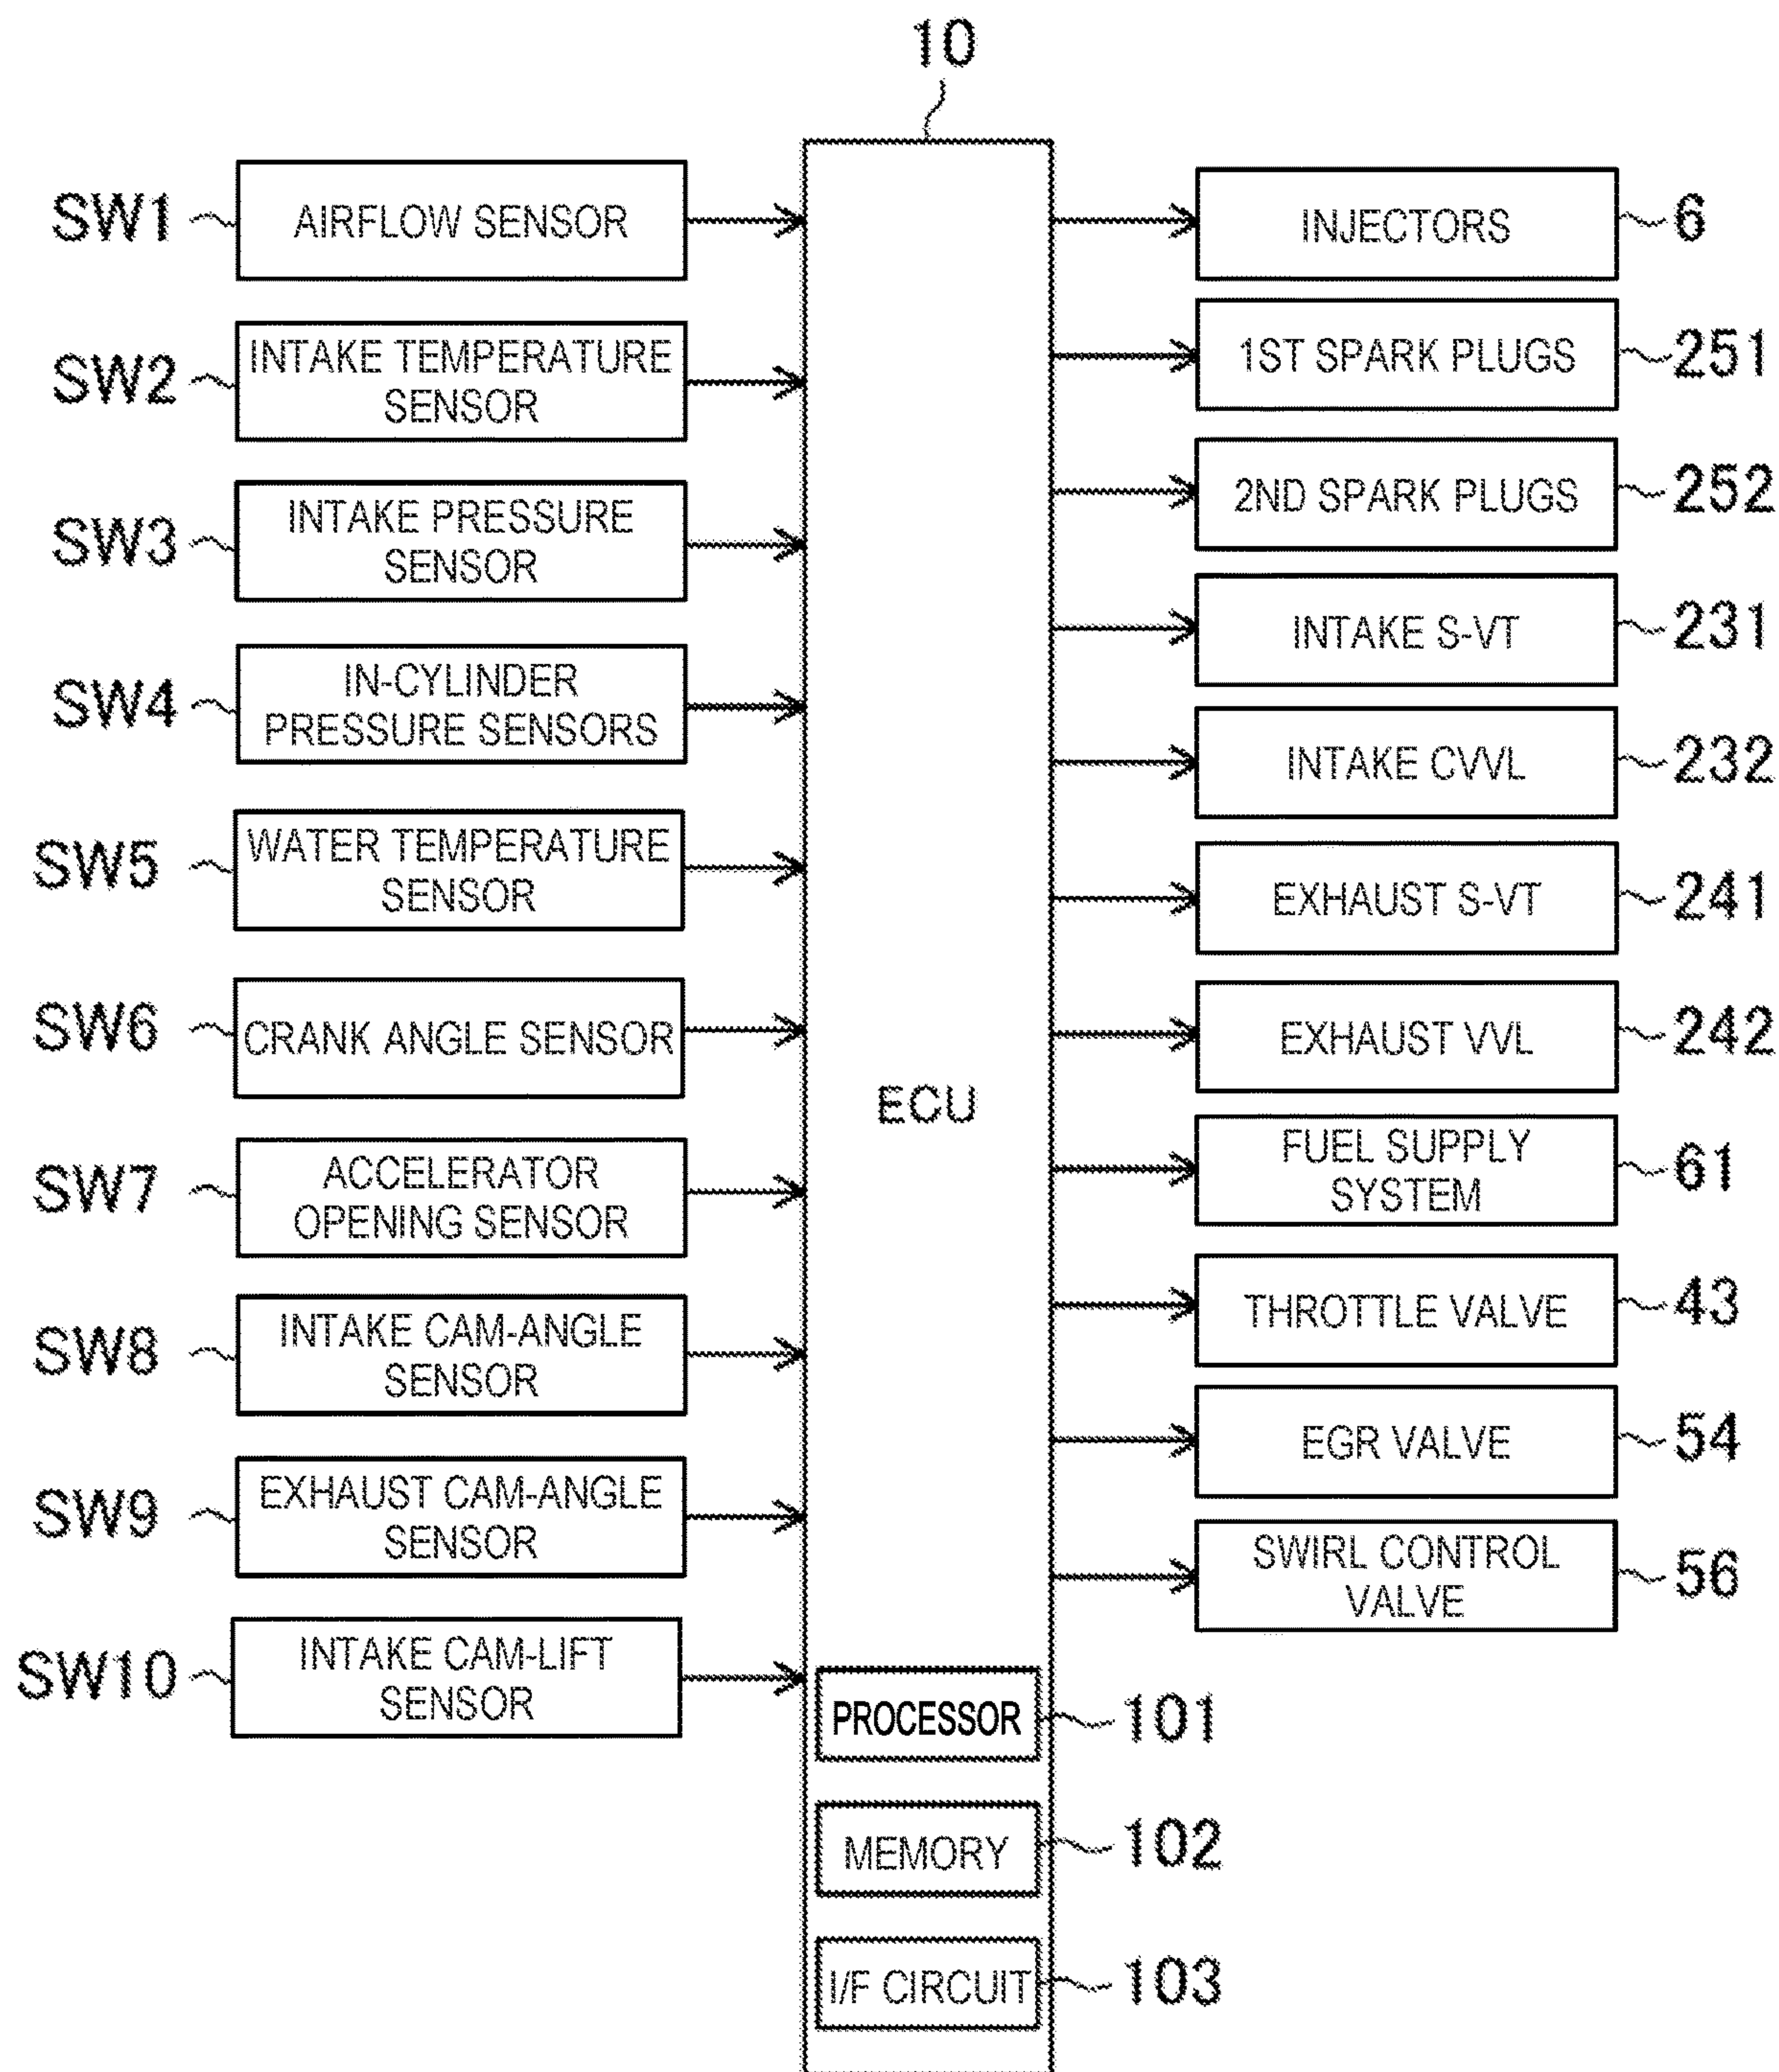 10
SW1
AIRFLOW SENSOR
SW2
INTAKE TEMPERATURE
SENSOR
SW3
INTAKE PRESSURE
SENSOR
SW4
IN-CYLINDER
PRESSURE SENSORS
SW5
WATER TEMPERATURE
SENSOR
SW6
CRANK ANGLE SENSOR
SW7
ACCELERATOR
OPENING SENSOR
SW8
INTAKE CAM-ANGLE
SENSOR
SW9
EXHAUST CAM-ANGLE
SENSOR
SW10
INTAKE CAM-LIFT
SENSOR
ECU
PROCESSOR
101
MEMORY
102
I/F CIRCUIT
103
INJECTORS
6
1ST SPARK PLUGS
251
2ND SPARK PLUGS
252
INTAKE S-VT
231
INTAKE CVVL
232
EXHAUST S-VT
241
EXHAUST VVL
242
FUEL SUPPLY
SYSTEM
61
THROTTLE VALVE
43
EGR VALVE
54
SWIRL CONTROL
VALVE
56